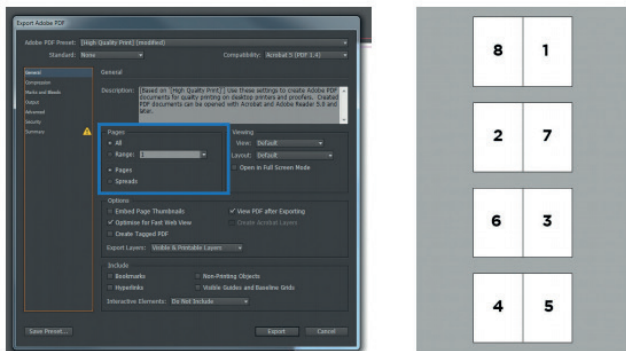 Export Adobe PDF
Adobe PDF Preset: [High Quality Print] (modified)
Standard: None
Compatibility: Acrobat 5 (PDF 1.4)
General
Compression
Marks and Bleeds
Output
Advanced
Security
Summary
General
Description: [Based on '[High Quality Print]'] Use these settings to create Adobe PDF
documents for quality printing on desktop printers and proofers. Created
PDF documents can be opened with Acrobat and Adobe Reader 5.0 and
later.
Pages
All
Range: 1
Pages
Spreads
Viewing
View: Default
Layout: Default
Open in Full Screen Mode
Options
Embed Page Thumbnails
Optimise for Fast Web View
Create Tagged PDF
View PDF after Exporting
Create Acrobat Layers
Export Layers: Visible & Printable Layers
Include
Bookmarks
Hyperlinks
Non-Printing Objects
Visible Guides and Baseline Grids
Interactive Elements: Do Not Include
Save Preset...
Export
Cancel
8 1
2 7
6 3
4 5